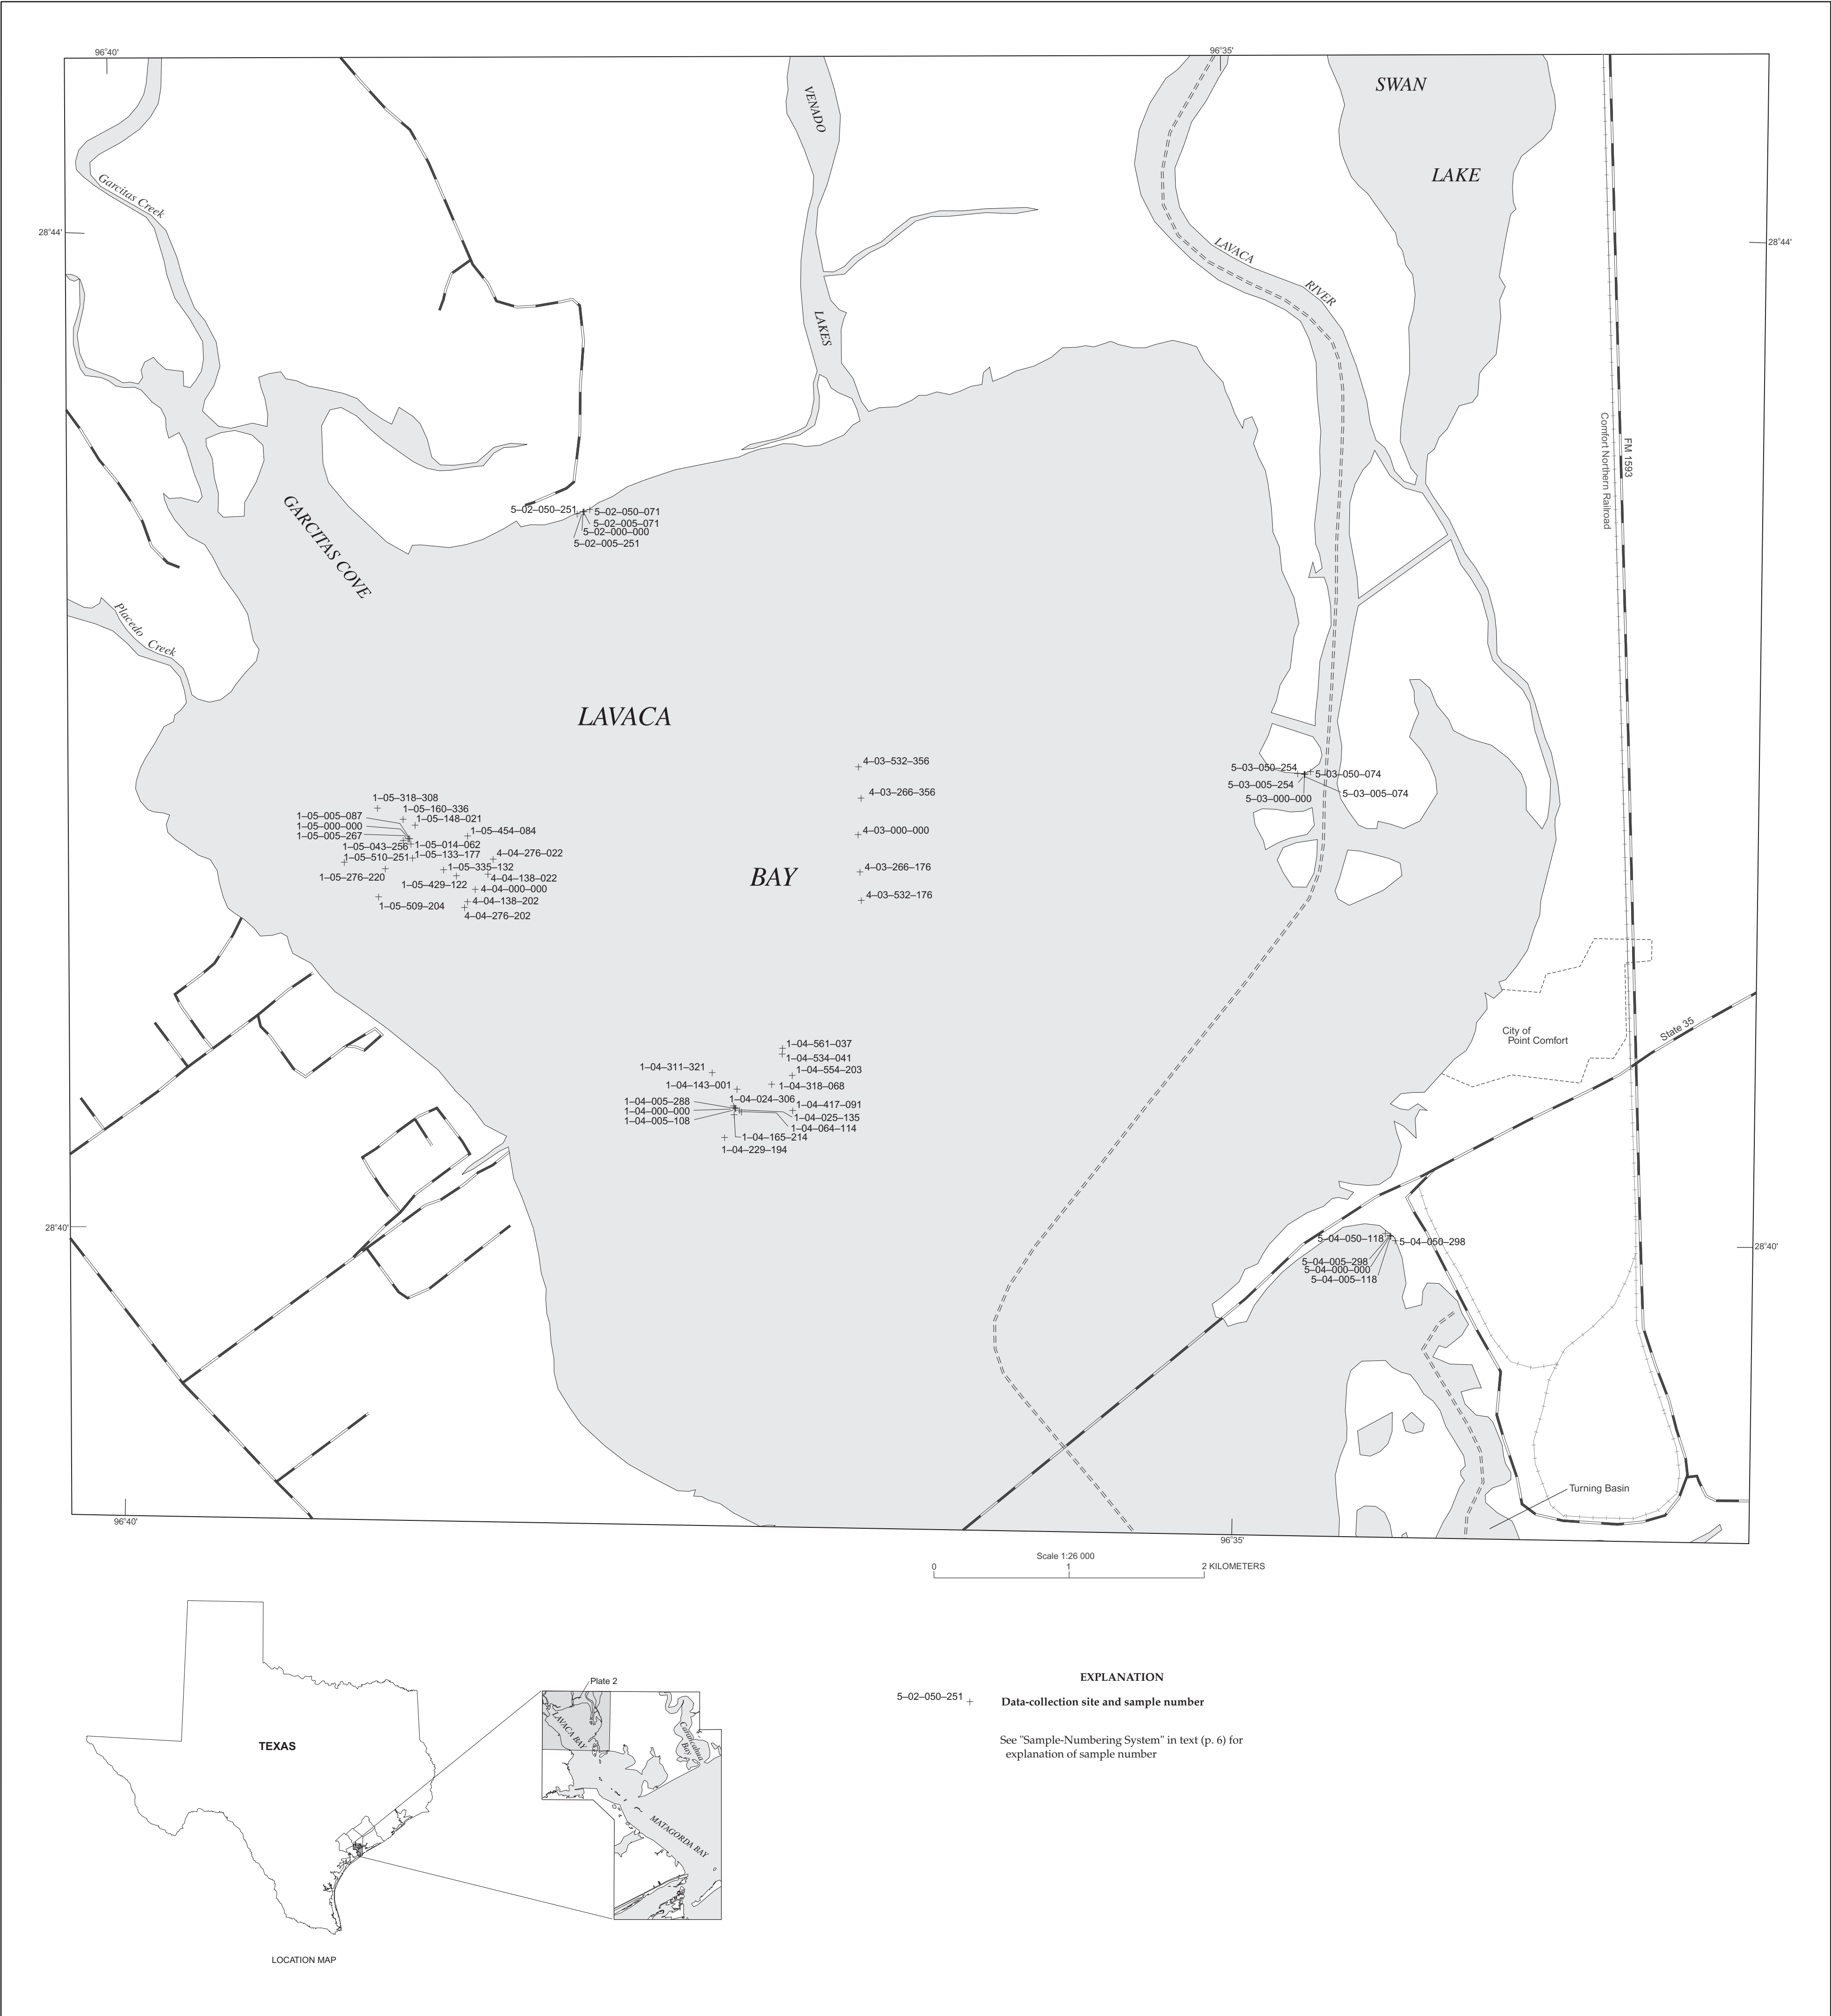 96°40'
96°35'
SWAN
LAKE
VENADO
LAKES
Garcitas Creek
28°44'
28°44'
LAVACA
RIVER
Comfort Northern Railroad
FM 1593
GARCITAS COVE
5–02–050–251
5–02–050–071
5–02–005–071
5–02–000–000
5–02–005–251
Placedo Creek
LAVACA
BAY
4–03–532–356
4–03–266–356
4–03–000–000
4–03–266–176
4–03–532–176
5–03–050–254
5–03–050–074
5–03–005–254
5–03–005–074
5–03–000–000
1–05–318–308
1–05–160–336
1–05–005–087
1–05–148–021
1–05–000–000
1–05–454–084
1–05–005–267
1–05–043–256
1–05–014–062
1–05–510–251
1–05–133–177
4–04–276–022
1–05–335–132
1–05–276–220
4–04–138–022
1–05–429–122
4–04–000–000
4–04–138–202
1–05–509–204
4–04–276–202
City of
Point Comfort
State 35
1–04–561–037
1–04–534–041
1–04–311–321
1–04–554–203
1–04–143–001
1–04–318–068
1–04–024–306
1–04–005–288
1–04–417–091
1–04–000–000
1–04–025–135
1–04–005–108
1–04–064–114
1–04–165–214
1–04–229–194
28°40'
28°40'
5–04–050–118
5–04–050–298
5–04–005–298
5–04–000–000
5–04–005–118
Turning Basin
96°40'
96°35'
Scale 1:26 000
0 1 2 KILOMETERS
Plate 2
LAVACA BAY
Carancahua
Bay
MATAGORDA BAY
TEXAS
LOCATION MAP
EXPLANATION
5–02–050–251
Data-collection site and sample number
See "Sample-Numbering System" in text (p. 6) for
explanation of sample number